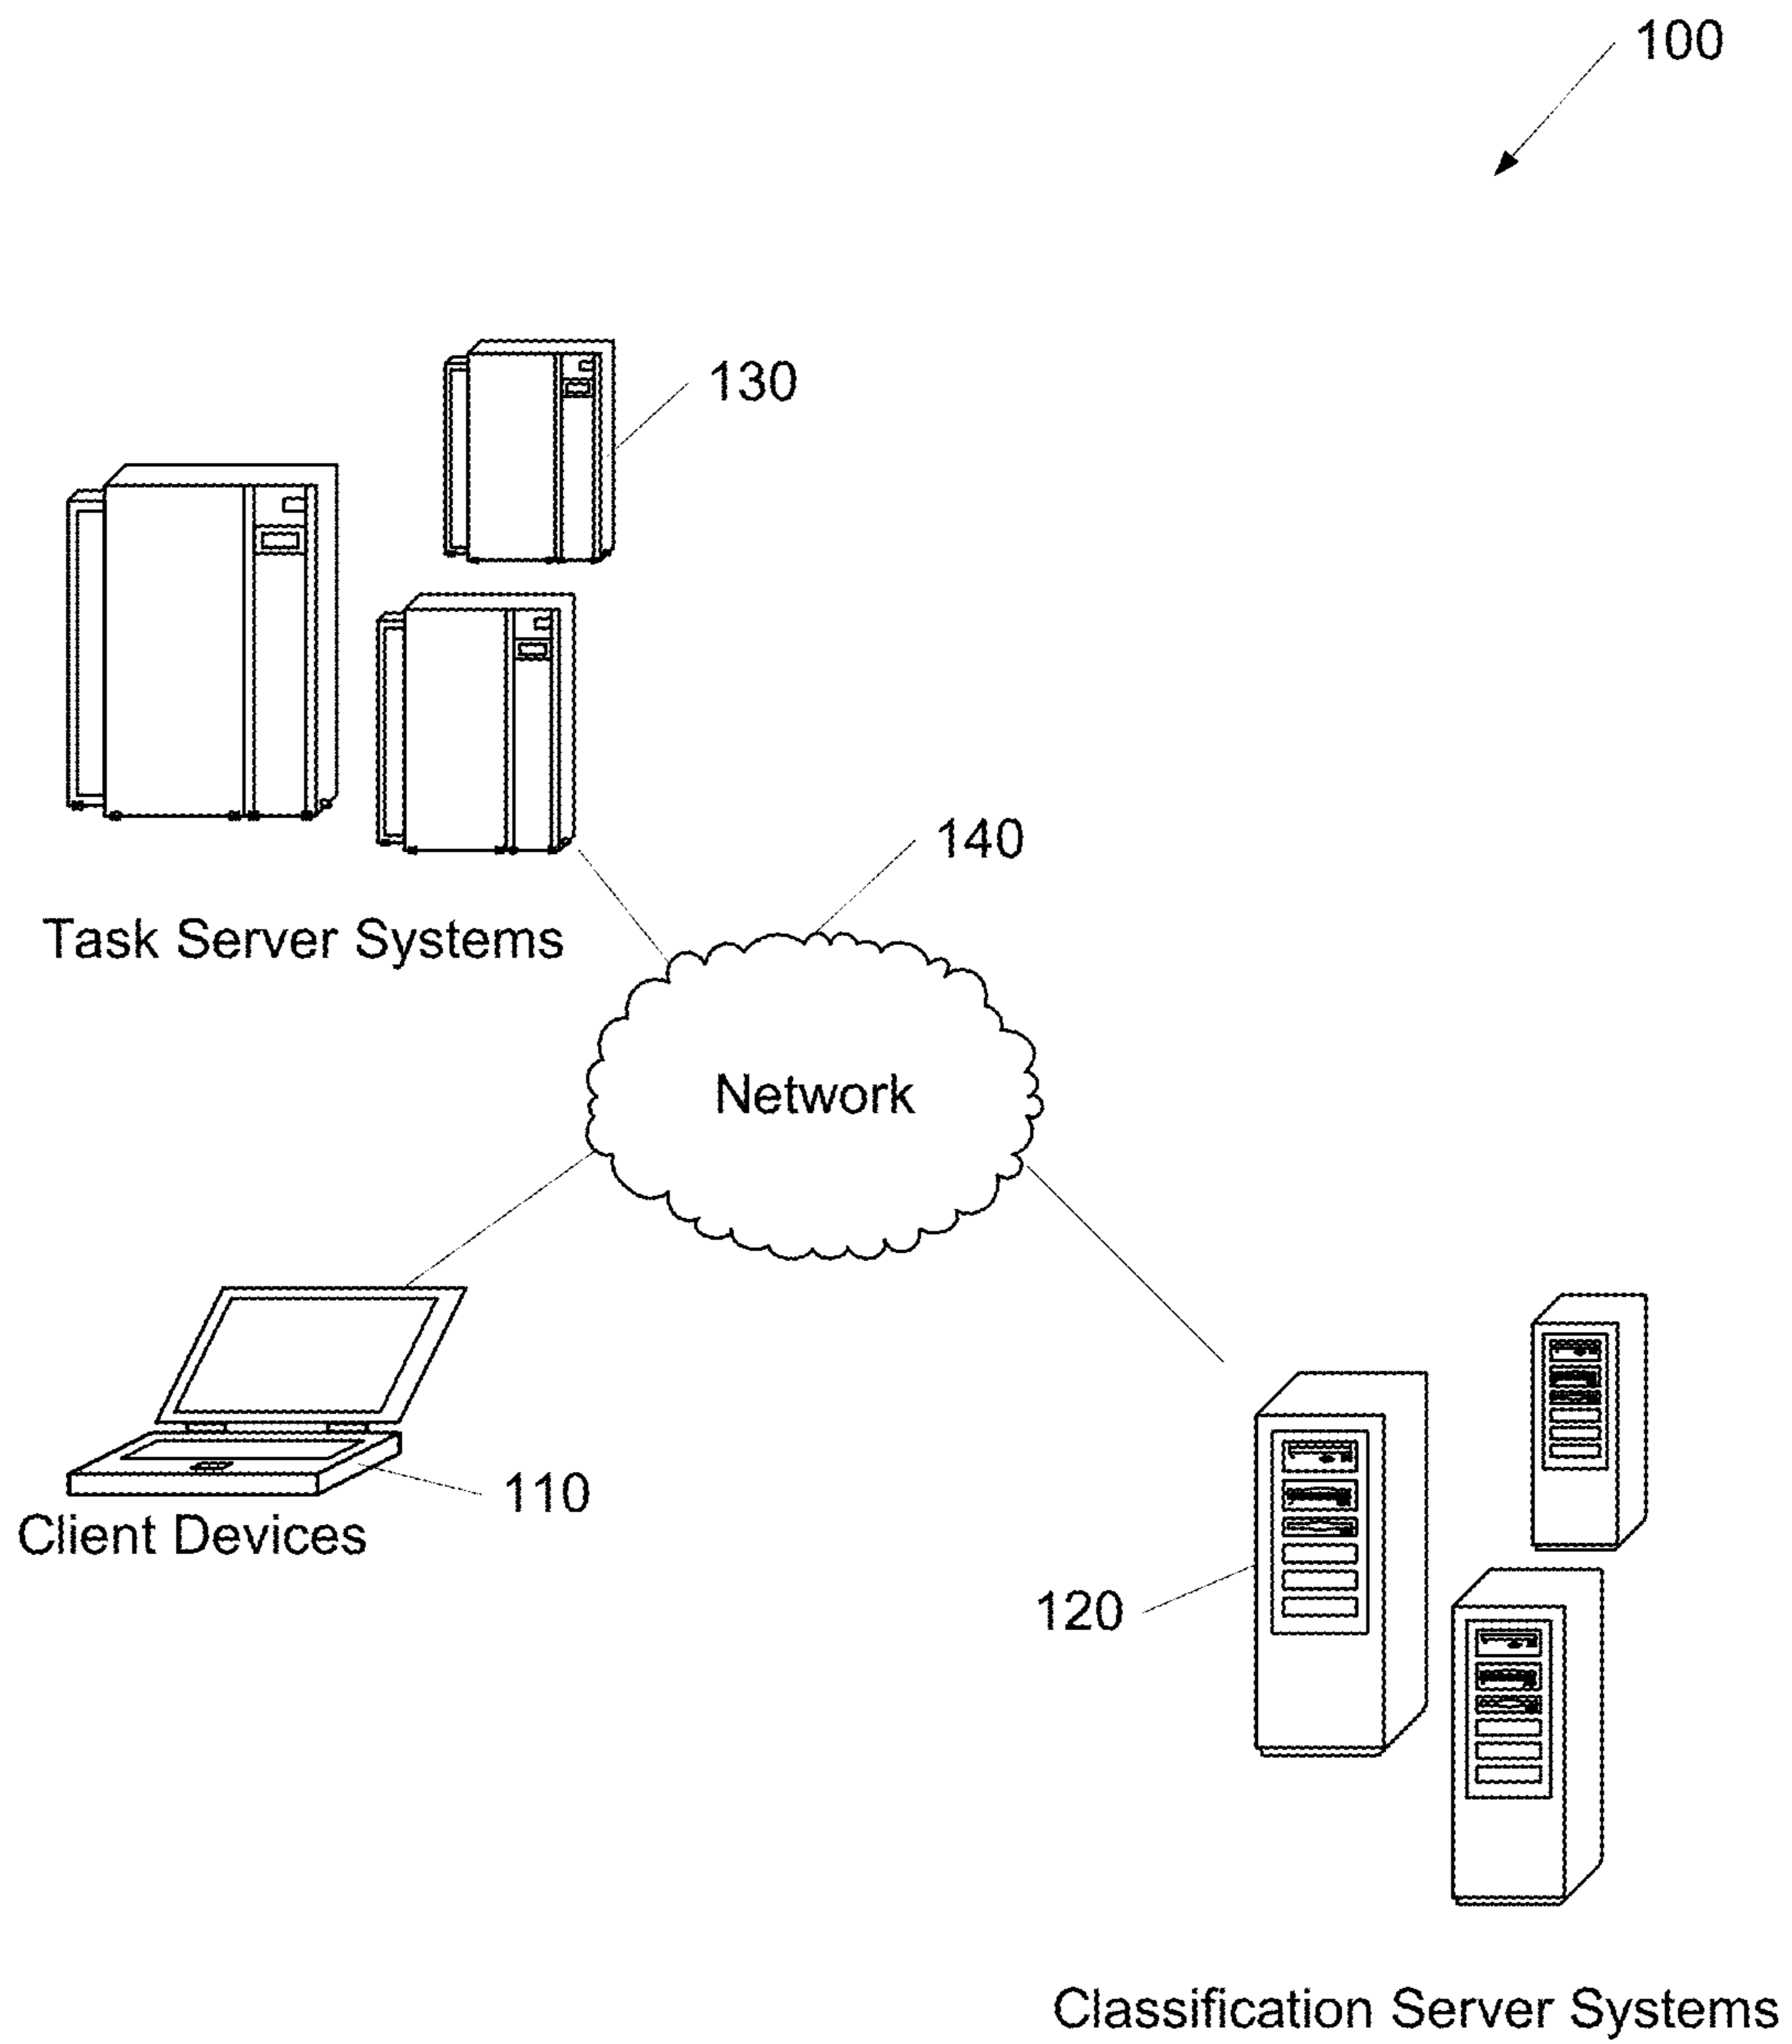 100
130
140
Task Server Systems
Network
110
Client Devices
120
Classification Server Systems